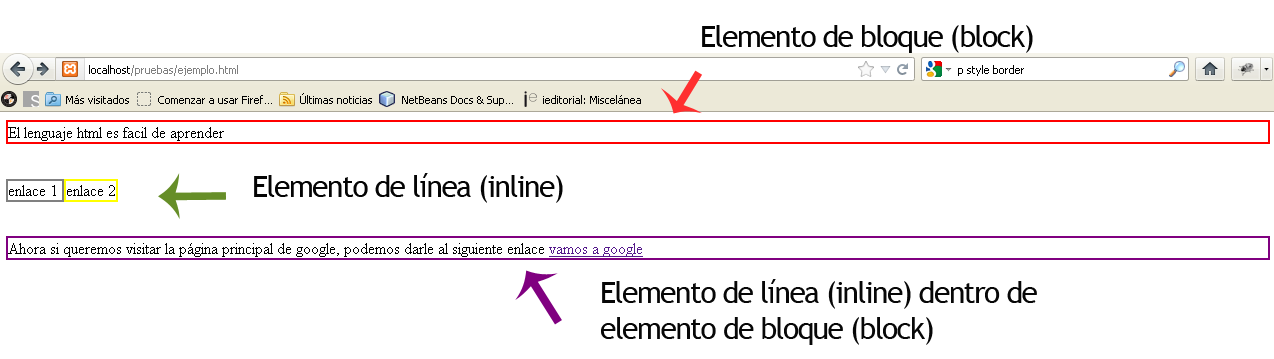 Elemento de bloque (block)
localhost/pruebas/ejemplo.html
p style border
Más visitados
Comenzar a usar Firef...
Últimas noticias
NetBeans Docs & Sup...
ieditorial: Miscelánea
El lenguaje html es facil de aprender
enlace 1 enlace 2
Elemento de línea (inline)
Ahora si queremos visitar la página principal de google, podemos darle al siguiente enlace vamos a google
Elemento de línea (inline) dentro de
elemento de bloque (block)